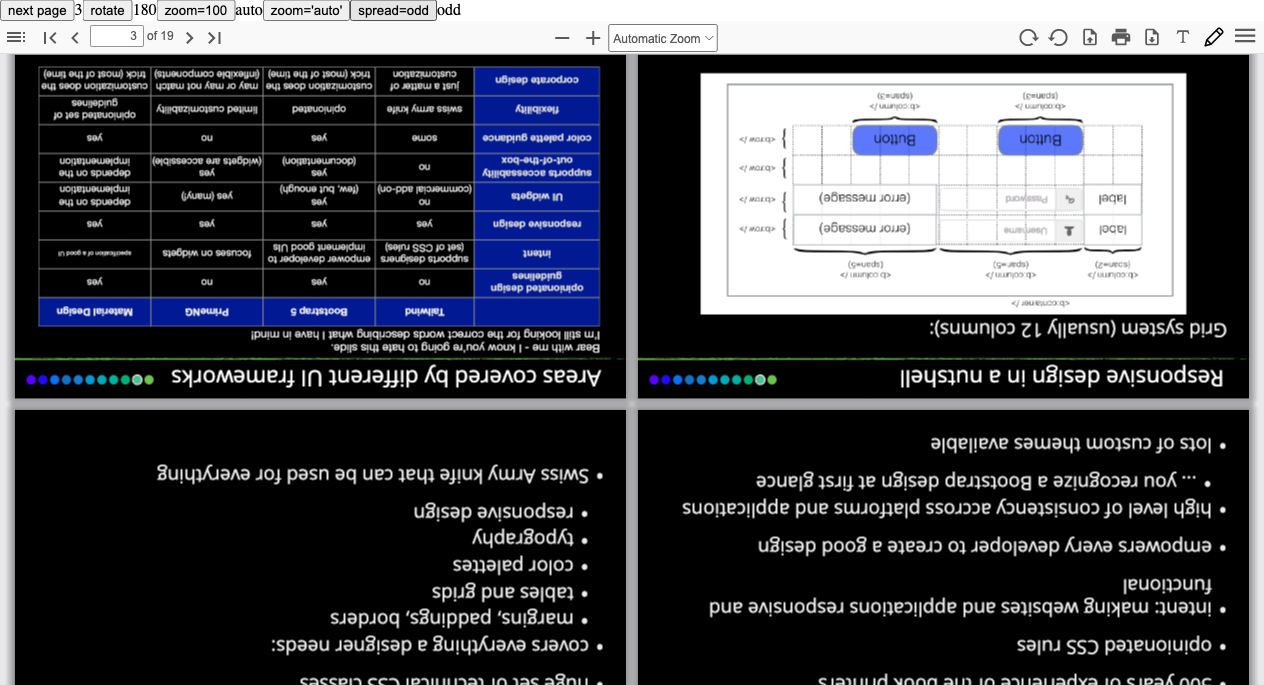 next page 3 rotate 180 zoom=100 auto zoom='auto' spread=odd odd
3 of 19 Automatic Zoom
Areas covered by different UI frameworks
Bear with me - I know you're going to hate this slide.
I'm still looking for the correct words describing what I have in mind!
Tailwind Bootstrap 5 PrimeNG Material Design
opinionated design guidelines no yes no yes
intent supports designers (set of CSS rules) empower developer to implement good UIs focuses on widgets specification of a good UI
responsive design yes yes yes yes
UI widgets no (commercial add-on) yes (few, but enough) yes (many!) depends on the implementation
supports accessability out-of-the-box no yes (documentation) yes (widgets are accessible) depends on the implementation
color palette guidance some yes no yes
flexibility swiss army knife opinionated limited customizability opinionated set of guidelines
corporate design just a matter of customization customization does the trick (most of the time) may or may not match (inflexible components) customization does the trick (most of the time)
Responsive design in a nutshell
Grid system (usually 12 columns):
<b:container />
<b:column /> (span=2) <b:column /> (span=5) <b:column /> (span=5)
label Username (error message) <b:row />
label Password (error message) <b:row />
<b:row />
Button Button <b:row />
<b:column /> (span=3) <b:column /> (span=3)
• huge set of technical CSS classes
• covers everything a designer needs:
• margins, paddings, borders
• tables and grids
• color palettes
• typography
• responsive design
• Swiss Army knife that can be used for everything
• 500 years of experience of the book printers
• opinionated CSS rules
• intent: making websites and applications responsive and
functional
• empowers every developer to create a good design
• high level of consistency accross platforms and applications
• ... you recognize a Bootstrap design at first glance
• lots of custom themes available